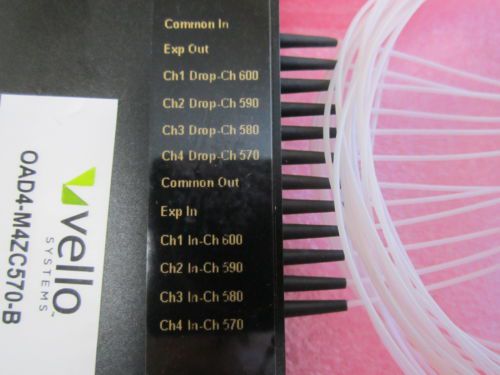 Common In
Exp Out
Ch1 Drop-Ch 600
Ch2 Drop-Ch 590
Ch3 Drop-Ch 580
Ch4 Drop-Ch 570
Common Out
Exp In
Ch1 In-Ch 600
Ch2 In-Ch 590
Ch3 In-Ch 580
Ch4 In-Ch 570
vello
SYSTEMS
OAD4-M4ZC570-B